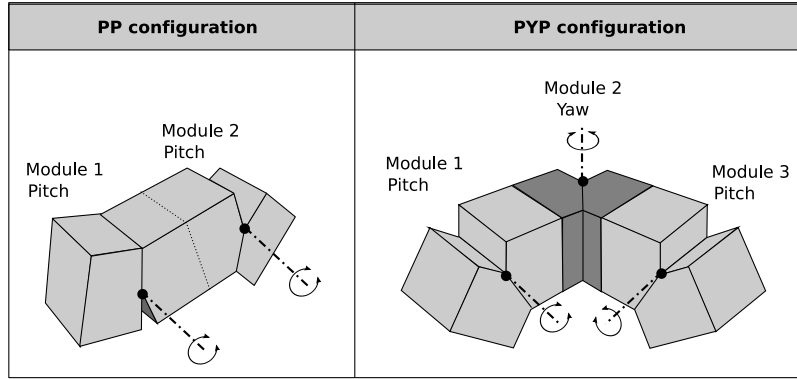 PP configuration
PYP configuration
Module 1
Pitch
Module 2
Pitch
Module 1
Pitch
Module 2
Yaw
Module 3
Pitch